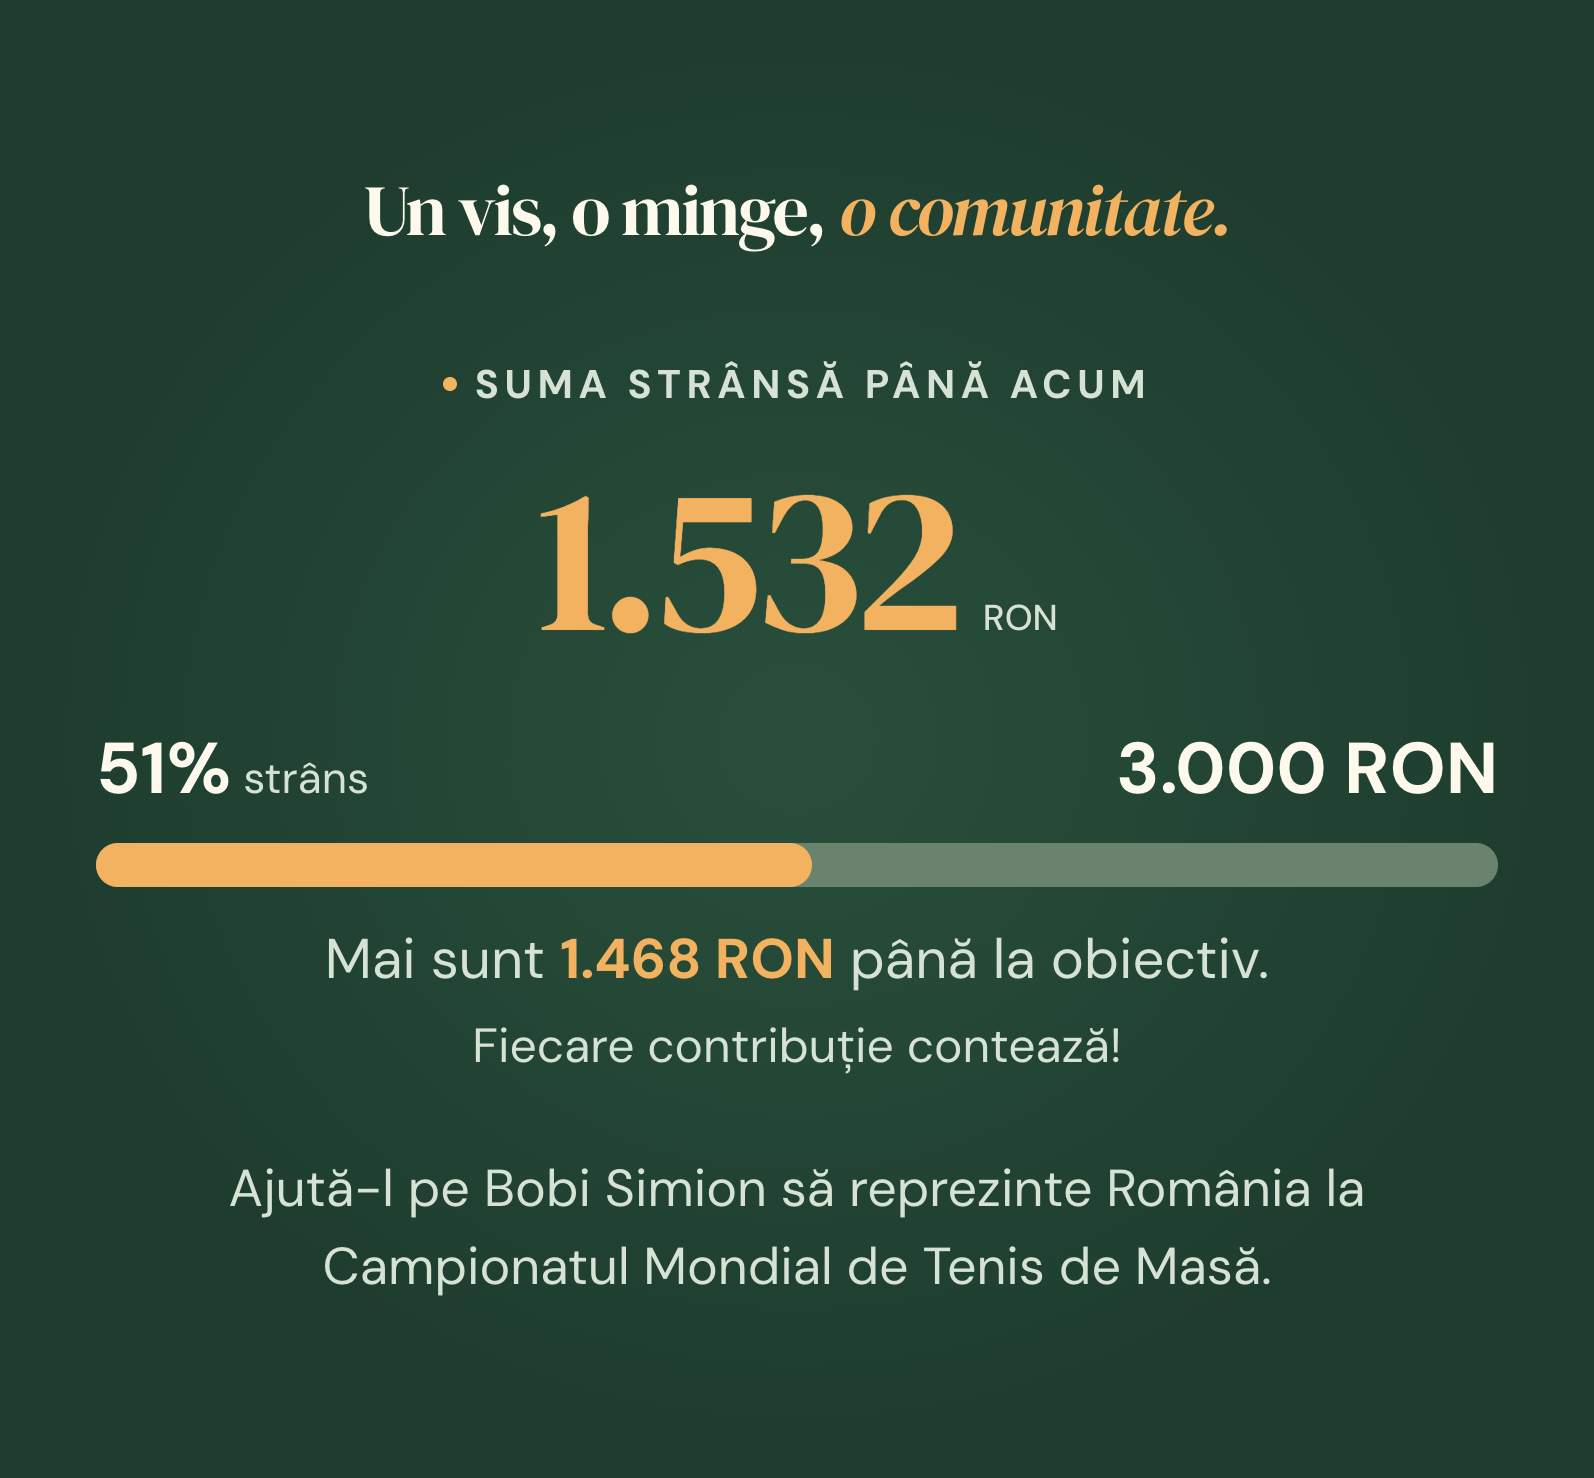 Un vis, o minge, o comunitate.
• SUMA STRÂNSĂ PÂNĂ ACUM
1.532 RON
51% strâns 3.000 RON
Mai sunt 1.468 RON până la obiectiv.
Fiecare contribuție contează!
Ajută-l pe Bobi Simion să reprezinte România la
Campionatul Mondial de Tenis de Masă.